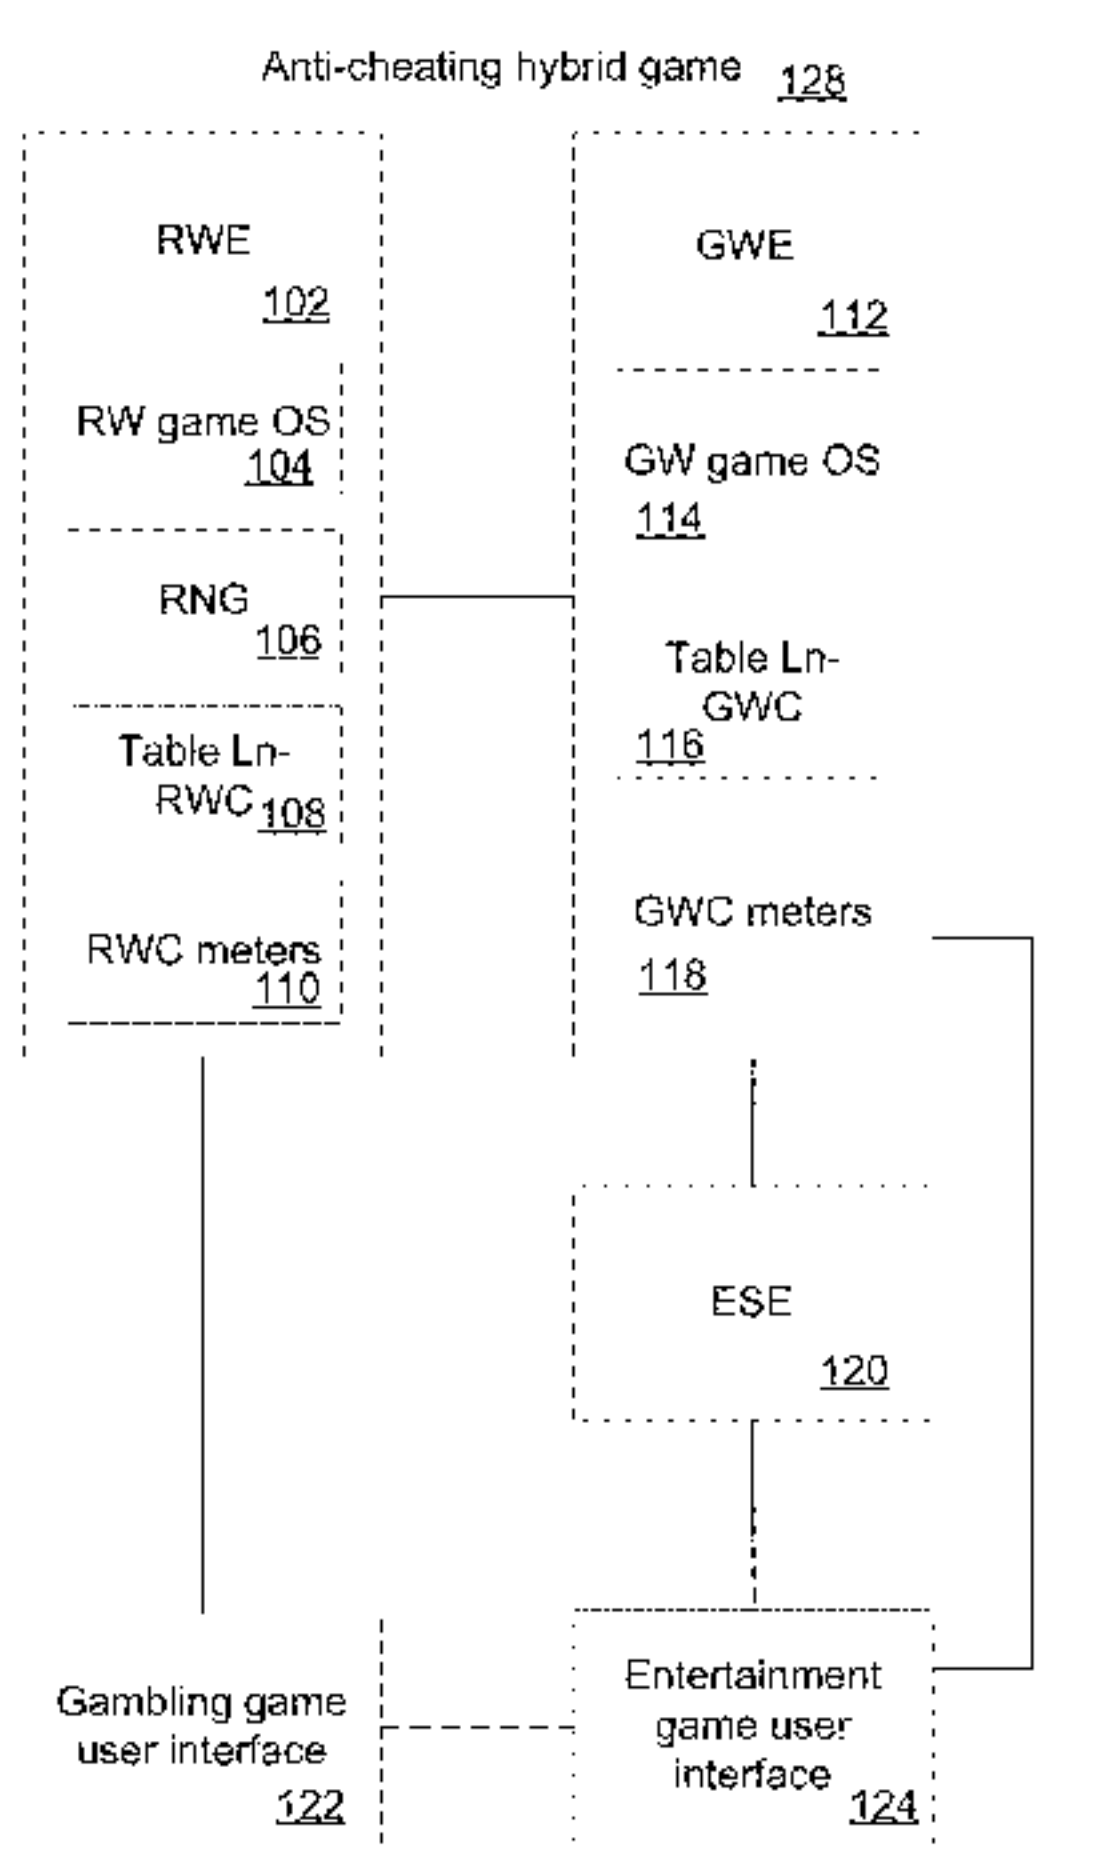 Anti-cheating hybrid game 128
RWE
102
RW game OS
104
RNG
106
Table Ln-
RWC 108
RWC meters
110
GWE
112
GW game OS
114
Table Ln-
GWC
116
GWC meters
118
ESE
120
Gambling game
user interface
122
Entertainment
game user
interface
124